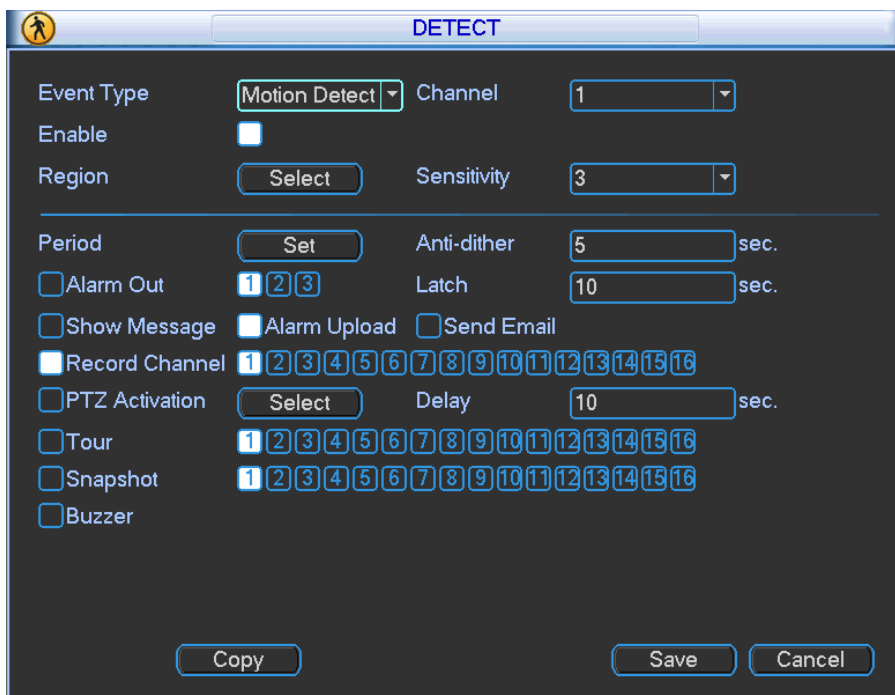 DETECT
Event Type Motion Detect Channel 1
Enable
Region Select Sensitivity 3
Period Set Anti-dither 5 sec.
Alarm Out 1 2 3 Latch 10 sec.
Show Message Alarm Upload Send Email
Record Channel 1 2 3 4 5 6 7 8 9 10 11 12 13 14 15 16
PTZ Activation Select Delay 10 sec.
Tour 1 2 3 4 5 6 7 8 9 10 11 12 13 14 15 16
Snapshot 1 2 3 4 5 6 7 8 9 10 11 12 13 14 15 16
Buzzer
Copy Save Cancel